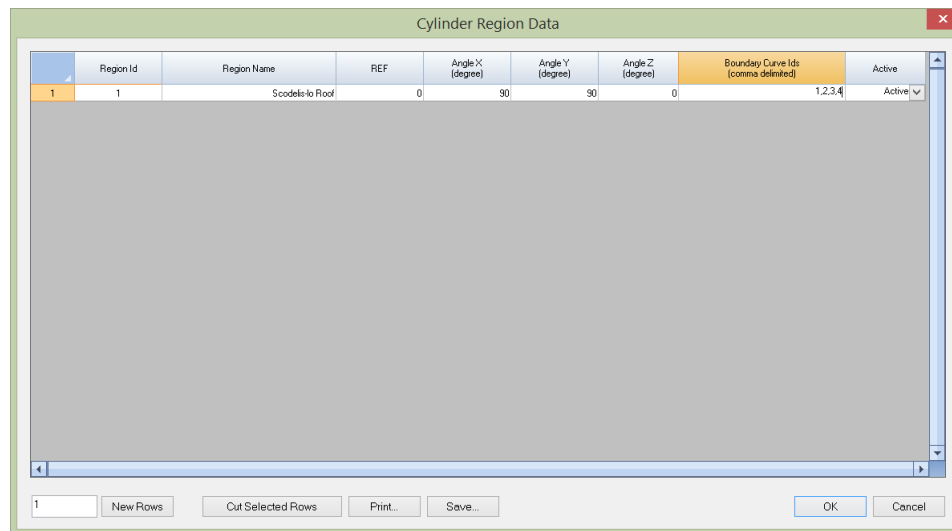 Cylinder Region Data
Region Id Region Name REF Angle X (degree) Angle Y (degree) Angle Z (degree) Boundary Curve Ids (comma delimited) Active
1 1 Scodelis-lo Roof 0 90 90 0 1,2,3,4 Active
1 New Rows Cut Selected Rows Print... Save... OK Cancel